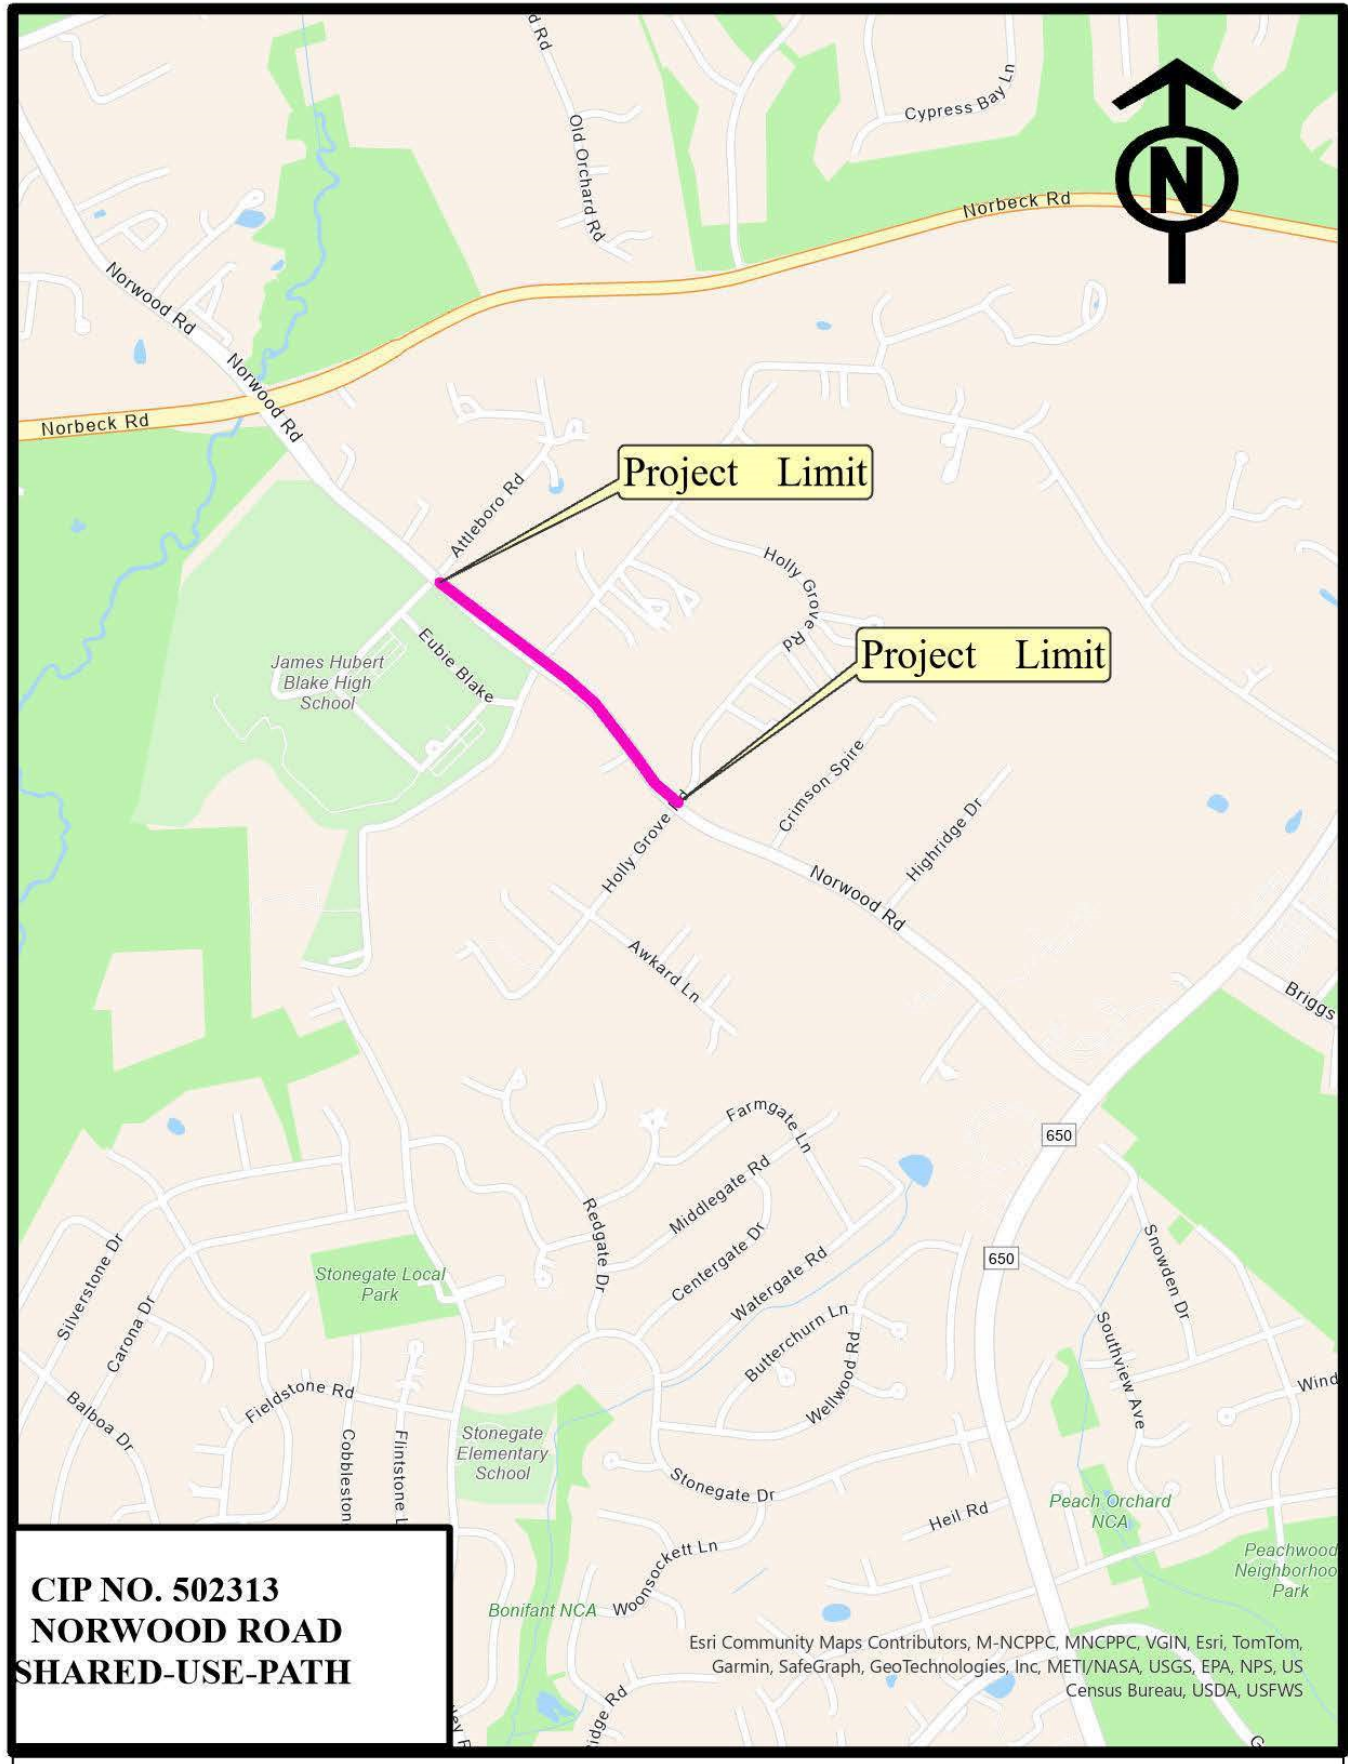 d Rd
Old Orchard Rd
Cypress Bay Ln
N
Norbeck Rd
Norwood Rd
Norwood Rd
Norbeck Rd
Project Limit
Attleboro Rd
Holly Grove Rd
Project Limit
Eubie Blake
James Hubert
Blake High
School
Crimson Spire
Highridge Dr
Holly Grove Rd
Norwood Rd
Awkard Ln
Briggs
Farmgate Ln
650
Middlegate Rd
Redgate Dr
Centergate Dr
Watergate Rd
650
Snowden Dr
Silverstone Dr
Stonegate Local
Park
Carona Dr
Butterchurn Ln
Wellwood Rd
Southview Ave
Wind
Fieldstone Rd
Balboa Dr
Cobbleston
Flintstone L
Stonegate
Elementary
School
Stonegate Dr
Heil Rd
Peach Orchard
NCA
Woonsockett Ln
Peachwood
Neighborhoo
Park
Bonifant NCA
CIP NO. 502313
NORWOOD ROAD
SHARED-USE-PATH
Esri Community Maps Contributors, M-NCPPC, MNCPPC, VGIN, Esri, TomTom,
Garmin, SafeGraph, GeoTechnologies, Inc, METI/NASA, USGS, EPA, NPS, US
Census Bureau, USDA, USFWS
ley R
idge Rd
G